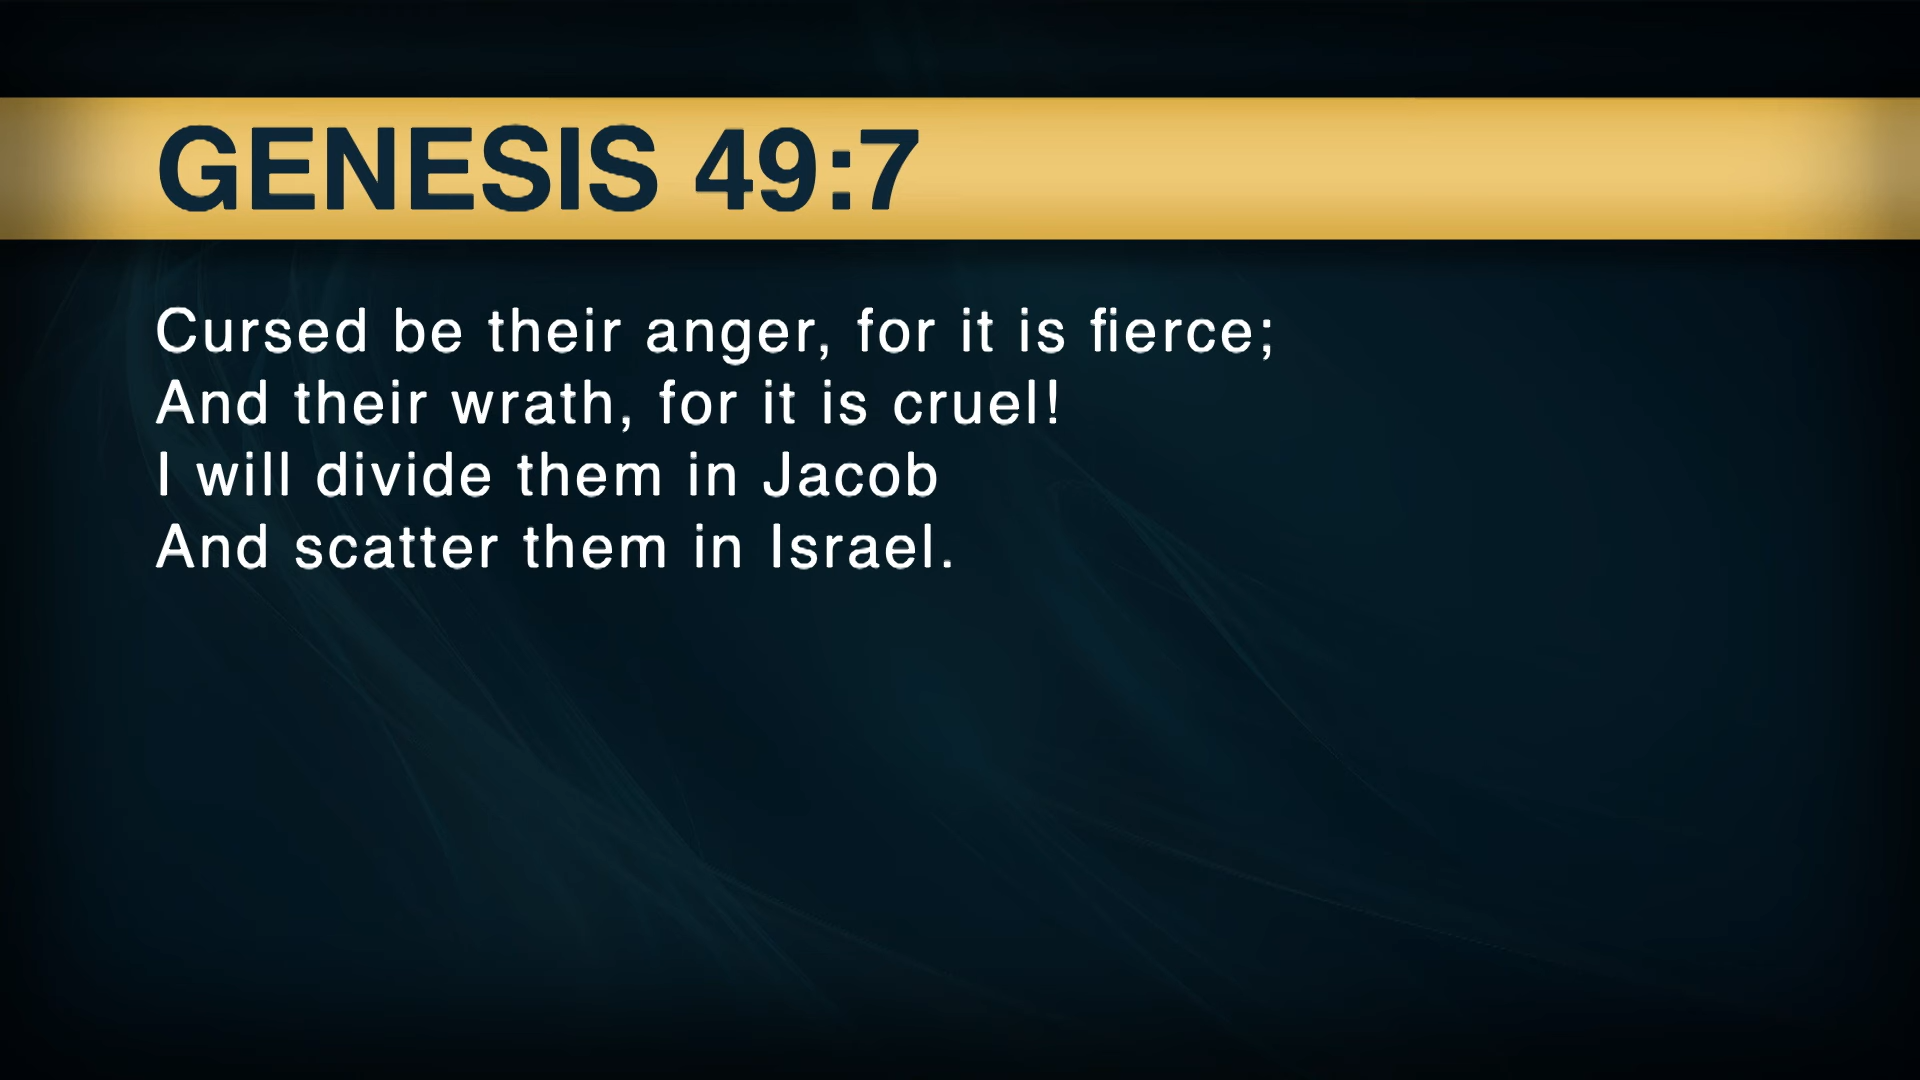 GENESIS 49:7
Cursed be their anger, for it is fierce;
And their wrath, for it is cruel!
I will divide them in Jacob
And scatter them in Israel.